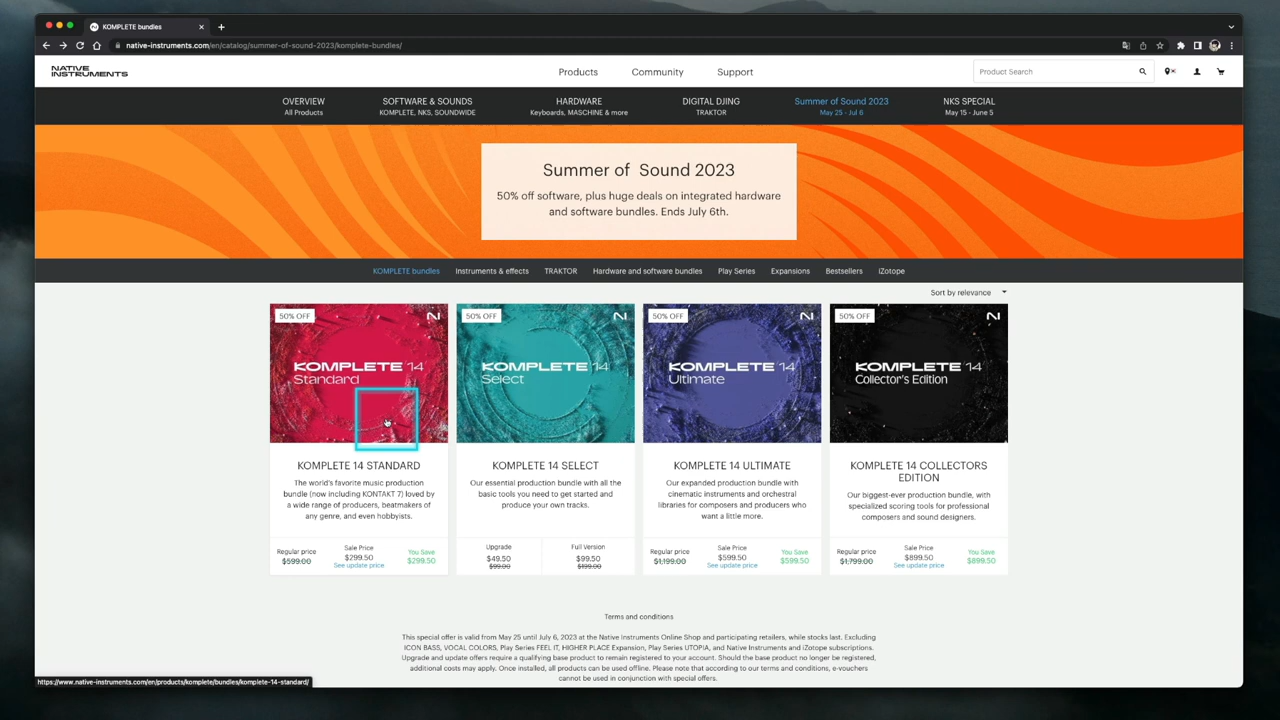 KOMPLETE bundles
native-instruments.com/en/catalog/summer-of-sound-2023/komplete-bundles/
NATIVE
INSTRUMENTS
Products
Community
Support
Product Search
OVERVIEW
All Products
SOFTWARE & SOUNDS
KOMPLETE, NKS, SOUNDWIDE
HARDWARE
Keyboards, MASCHINE & more
DIGITAL DJING
TRAKTOR
Summer of Sound 2023
May 25 - Jul 6
NKS SPECIAL
May 15 - June 5
Summer of Sound 2023
50% off software, plus huge deals on integrated hardware
and software bundles. Ends July 6th.
KOMPLETE bundles
Instruments & effects
TRAKTOR
Hardware and software bundles
Play Series
Expansions
Bestsellers
iZotope
Sort by relevance
50% OFF
KOMPLETE 14
Standard
50% OFF
KOMPLETE 14
Select
50% OFF
KOMPLETE 14
Ultimate
50% OFF
KOMPLETE 14
Collector's Edition
KOMPLETE 14 STANDARD
The world's favorite music production
bundle (now including KONTAKT 7) loved by
a wide range of producers, beatmakers of
any genre, and even hobbyists.
Regular price
$599.00
Sale Price
$299.50
See update price
You Save
$299.50
KOMPLETE 14 SELECT
Our essential production bundle with all the
basic tools you need to get started and
produce your own tracks.
Upgrade
$49.50
$99.00
Full Version
$99.50
$199.00
KOMPLETE 14 ULTIMATE
Our expanded production bundle with
cinematic instruments and orchestral
libraries for composers and producers who
want a little more.
Regular price
$1,199.00
Sale Price
$599.50
See update price
You Save
$599.50
KOMPLETE 14 COLLECTORS
EDITION
Our biggest-ever production bundle, with
specialized scoring tools for professional
composers and sound designers.
Regular price
$1,799.00
Sale Price
$899.50
See update price
You Save
$899.50
Terms and conditions
This special offer is valid from May 25 until July 6, 2023 at the Native Instruments Online Shop and participating retailers, while stocks last. Excluding
ICON BASS, VOCAL COLORS, Play Series FEEL IT, HIGHER PLACE Expansion, Play Series UTOPIA, and Native Instruments and iZotope subscriptions.
Upgrade and update offers require a qualifying base product to remain registered to your account. Should the base product no longer be registered,
additional costs may apply. Once installed, all products can be used offline. Please note that according to our terms and conditions, e-vouchers
cannot be used in conjunction with special offers.
https://www.native-instruments.com/en/products/komplete/bundles/komplete-14-standard/